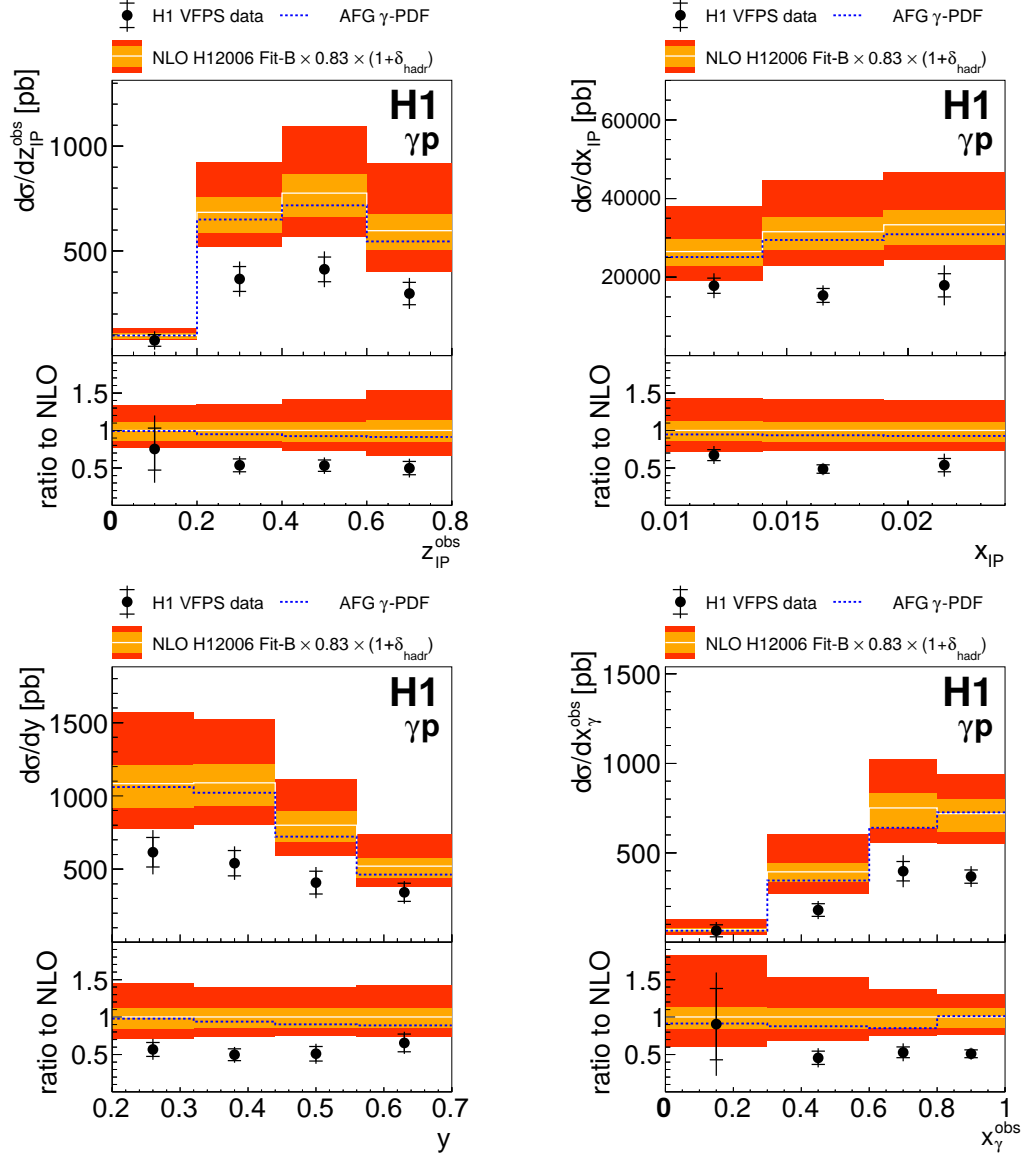 H1 VFPS data AFG γ-PDF
NLO H12006 Fit-B × 0.83 × (1+δ_hadr)
H1
γp
dσ/dz_IP^obs [pb]
1000
500
ratio to NLO
1.5
1
0.5
0 0.2 0.4 0.6 0.8
z_IP^obs
H1 VFPS data AFG γ-PDF
NLO H12006 Fit-B × 0.83 × (1+δ_hadr)
H1
γp
dσ/dx_IP [pb]
60000
40000
20000
ratio to NLO
1.5
1
0.5
0.01 0.015 0.02
x_IP
H1 VFPS data AFG γ-PDF
NLO H12006 Fit-B × 0.83 × (1+δ_hadr)
H1
γp
dσ/dy [pb]
1500
1000
500
ratio to NLO
1.5
1
0.5
0.2 0.3 0.4 0.5 0.6 0.7
y
H1 VFPS data AFG γ-PDF
NLO H12006 Fit-B × 0.83 × (1+δ_hadr)
H1
γp
dσ/dx_γ^obs [pb]
1500
1000
500
ratio to NLO
1.5
1
0.5
0 0.2 0.4 0.6 0.8 1
x_γ^obs